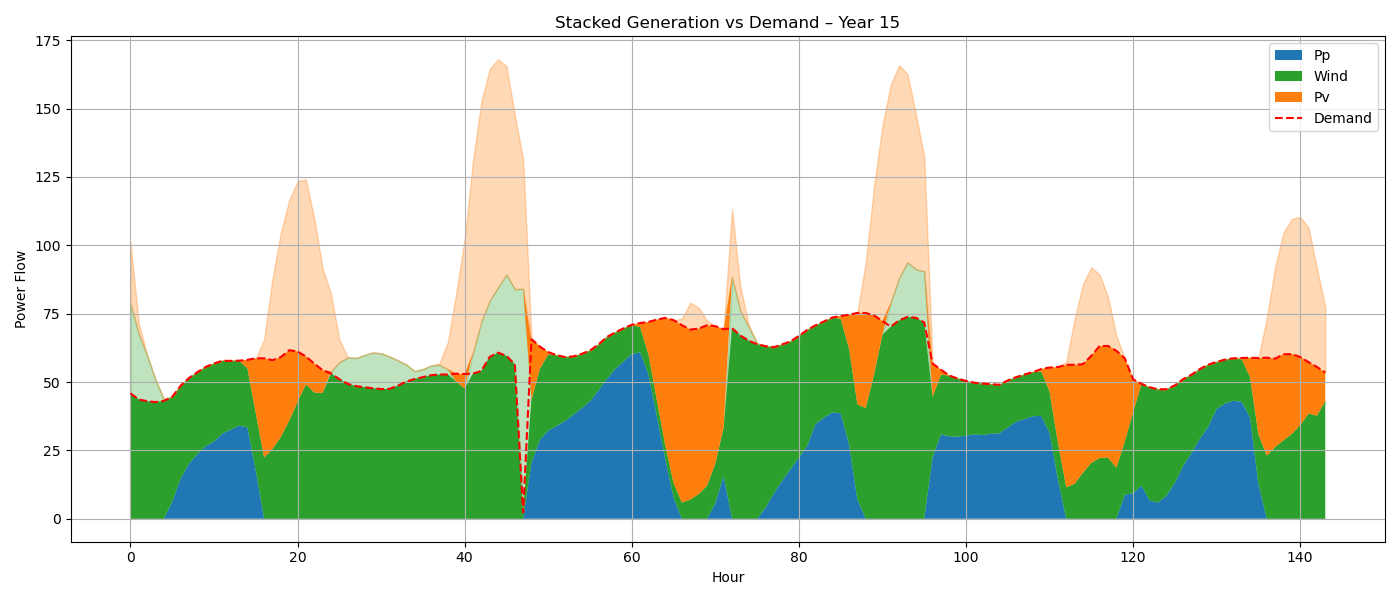 Stacked Generation vs Demand – Year 15
Power Flow
175
150
125
100
75
50
25
0
0 20 40 60 80 100 120 140
Hour
Pp
Wind
Pv
Demand